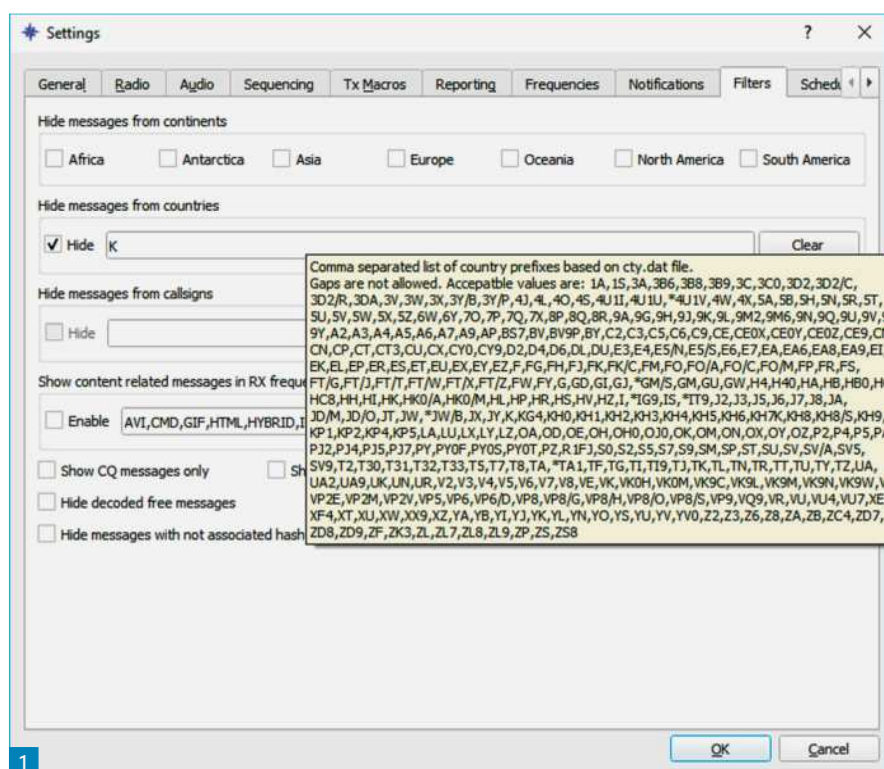 Settings
? X
General Radio Audio Sequencing Tx Macros Reporting Frequencies Notifications Filters Schedu
Hide messages from continents
Africa Antarctica Asia Europe Oceania North America South America
Hide messages from countries
Hide K Clear
Comma separated list of country prefixes based on cty.dat file.
Gaps are not allowed. Accepatble values are: 1A,1S,3A,3B6,3B8,3B9,3C,3C0,3D2,3D2/C,
Hide messages from callsigns
3D2/R,3DA,3V,3W,3X,3Y/B,3Y/P,4J,4L,4O,4S,4U1I,4U1U,*4U1V,4W,4X,5A,5B,5H,5N,5R,5T,
5U,5V,5W,5X,5Z,6W,6Y,7O,7P,7Q,7X,8P,8Q,8R,9A,9G,9H,9J,9K,9L,9M2,9M6,9N,9Q,9U,9V,9
Hide
9Y,A2,A3,A4,A5,A6,A7,A9,AP,BS7,BV,BV9P,BY,C2,C3,C5,C6,C9,CE,CE0X,CE0Y,CE0Z,CE9,CM
CN,CP,CT,CT3,CU,CX,CY0,CY9,D2,D4,D6,DL,DU,E3,E4,E5/N,E5/S,E6,E7,EA,EA6,EA8,EA9,EI
EK,EL,EP,ER,ES,ET,EU,EX,EY,EZ,F,FG,FH,FJ,FK,FK/C,FM,FO,FO/A,FO/C,FO/M,FP,FR,FS,
Show content related messages in RX freque
FT/G,FT/J,FT/T,FT/W,FT/X,FT/Z,FW,FY,G,GD,GI,GJ,*GM/S,GM,GU,GW,H4,H40,HA,HB,HB0,H
HC8,HH,HI,HK,HK0/A,HK0/M,HL,HP,HR,HS,HV,HZ,I,*IG9,IS,*IT9,J2,J3,J5,J6,J7,J8,JA,
Enable AVI,CMD,GIF,HTML,HYBRID,I
JD/M,JD/O,JT,JW,*JW/B,JX,JY,K,KG4,KH0,KH1,KH2,KH3,KH4,KH5,KH6,KH7K,KH8,KH8/S,KH9,
KP1,KP2,KP4,KP5,LA,LU,LX,LY,LZ,OA,OD,OE,OH,OH0,OJ0,OK,OM,ON,OX,OY,OZ,P2,P4,P5,PA
PJ2,PJ4,PJ5,PJ7,PY,PY0F,PY0S,PY0T,PZ,R1FJ,S0,S2,S5,S7,S9,SM,SP,ST,SU,SV,SV/A,SV5,
Show CQ messages only Sh
SV9,T2,T30,T31,T32,T33,T5,T7,T8,TA,*TA1,TF,TG,TI,TI9,TJ,TK,TL,TN,TR,TT,TU,TY,TZ,UA,
UA2,UA9,UK,UN,UR,V2,V3,V4,V5,V6,V7,V8,VE,VK,VK0H,VK0M,VK9C,VK9L,VK9M,VK9N,VK9W,V
Hide decoded free messages
VP2E,VP2M,VP2V,VP5,VP6,VP6/D,VP8,VP8/G,VP8/H,VP8/O,VP8/S,VP9,VQ9,VR,VU,VU4,VU7,XE
XF4,XT,XU,XW,XX9,XZ,YA,YB,YI,YJ,YK,YL,YN,YO,YS,YU,YV,YV0,Z2,Z3,Z6,Z8,ZA,ZB,ZC4,ZD7,
Hide messages with not associated hash
ZD8,ZD9,ZF,ZK3,ZL,ZL7,ZL8,ZL9,ZP,ZS,ZS8
OK Cancel
1